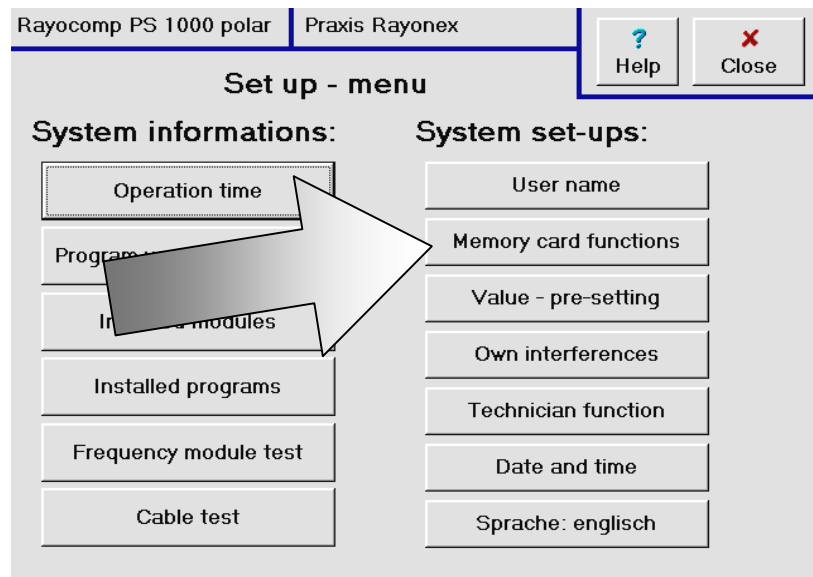 Rayocomp PS 1000 polar
Praxis Rayonex
? Help
X Close
Set up - menu
System informations:
Operation time
Program
modules
Installed programs
Frequency module test
Cable test
System set-ups:
User name
Memory card functions
Value - pre-setting
Own interferences
Technician function
Date and time
Sprache: englisch